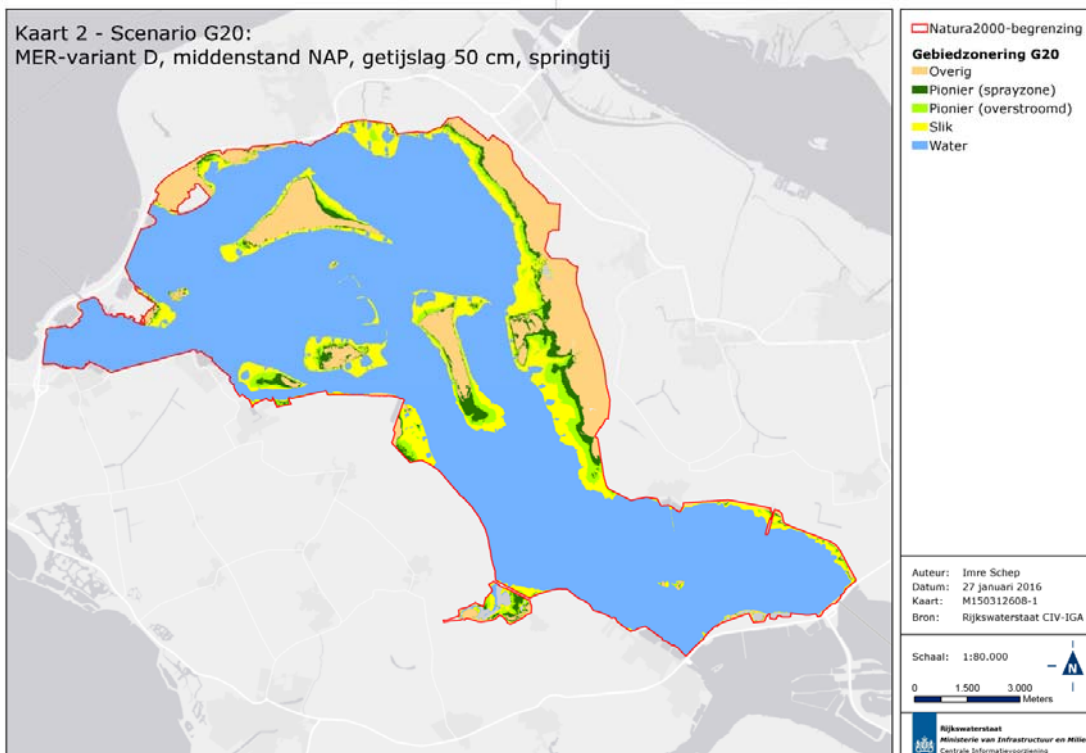 Kaart 2 - Scenario G20:
MER-variant D, middenstand NAP, getijslag 50 cm, springtij
Natura2000-begrenzing
Gebiedzonering G20
Overig
Pionier (sprayzone)
Pionier (overstroomd)
Slik
Water
Auteur: Imre Schep
Datum: 27 januari 2016
Kaart: M150312608-1
Bron: Rijkswaterstaat CIV-IGA
Schaal: 1:80.000
N
0 1.500 3.000
Meters
Rijkswaterstaat
Ministerie van Infrastructuur en Milie
Centrale Informatievoorziening